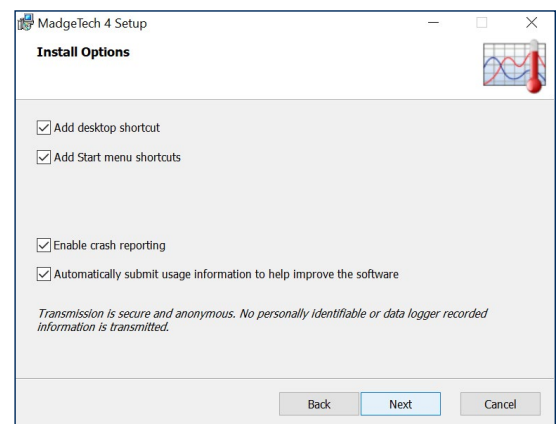 MadgeTech 4 Setup
Install Options
Add desktop shortcut
Add Start menu shortcuts
Enable crash reporting
Automatically submit usage information to help improve the software
Transmission is secure and anonymous. No personally identifiable or data logger recorded
information is transmitted.
Back Next Cancel